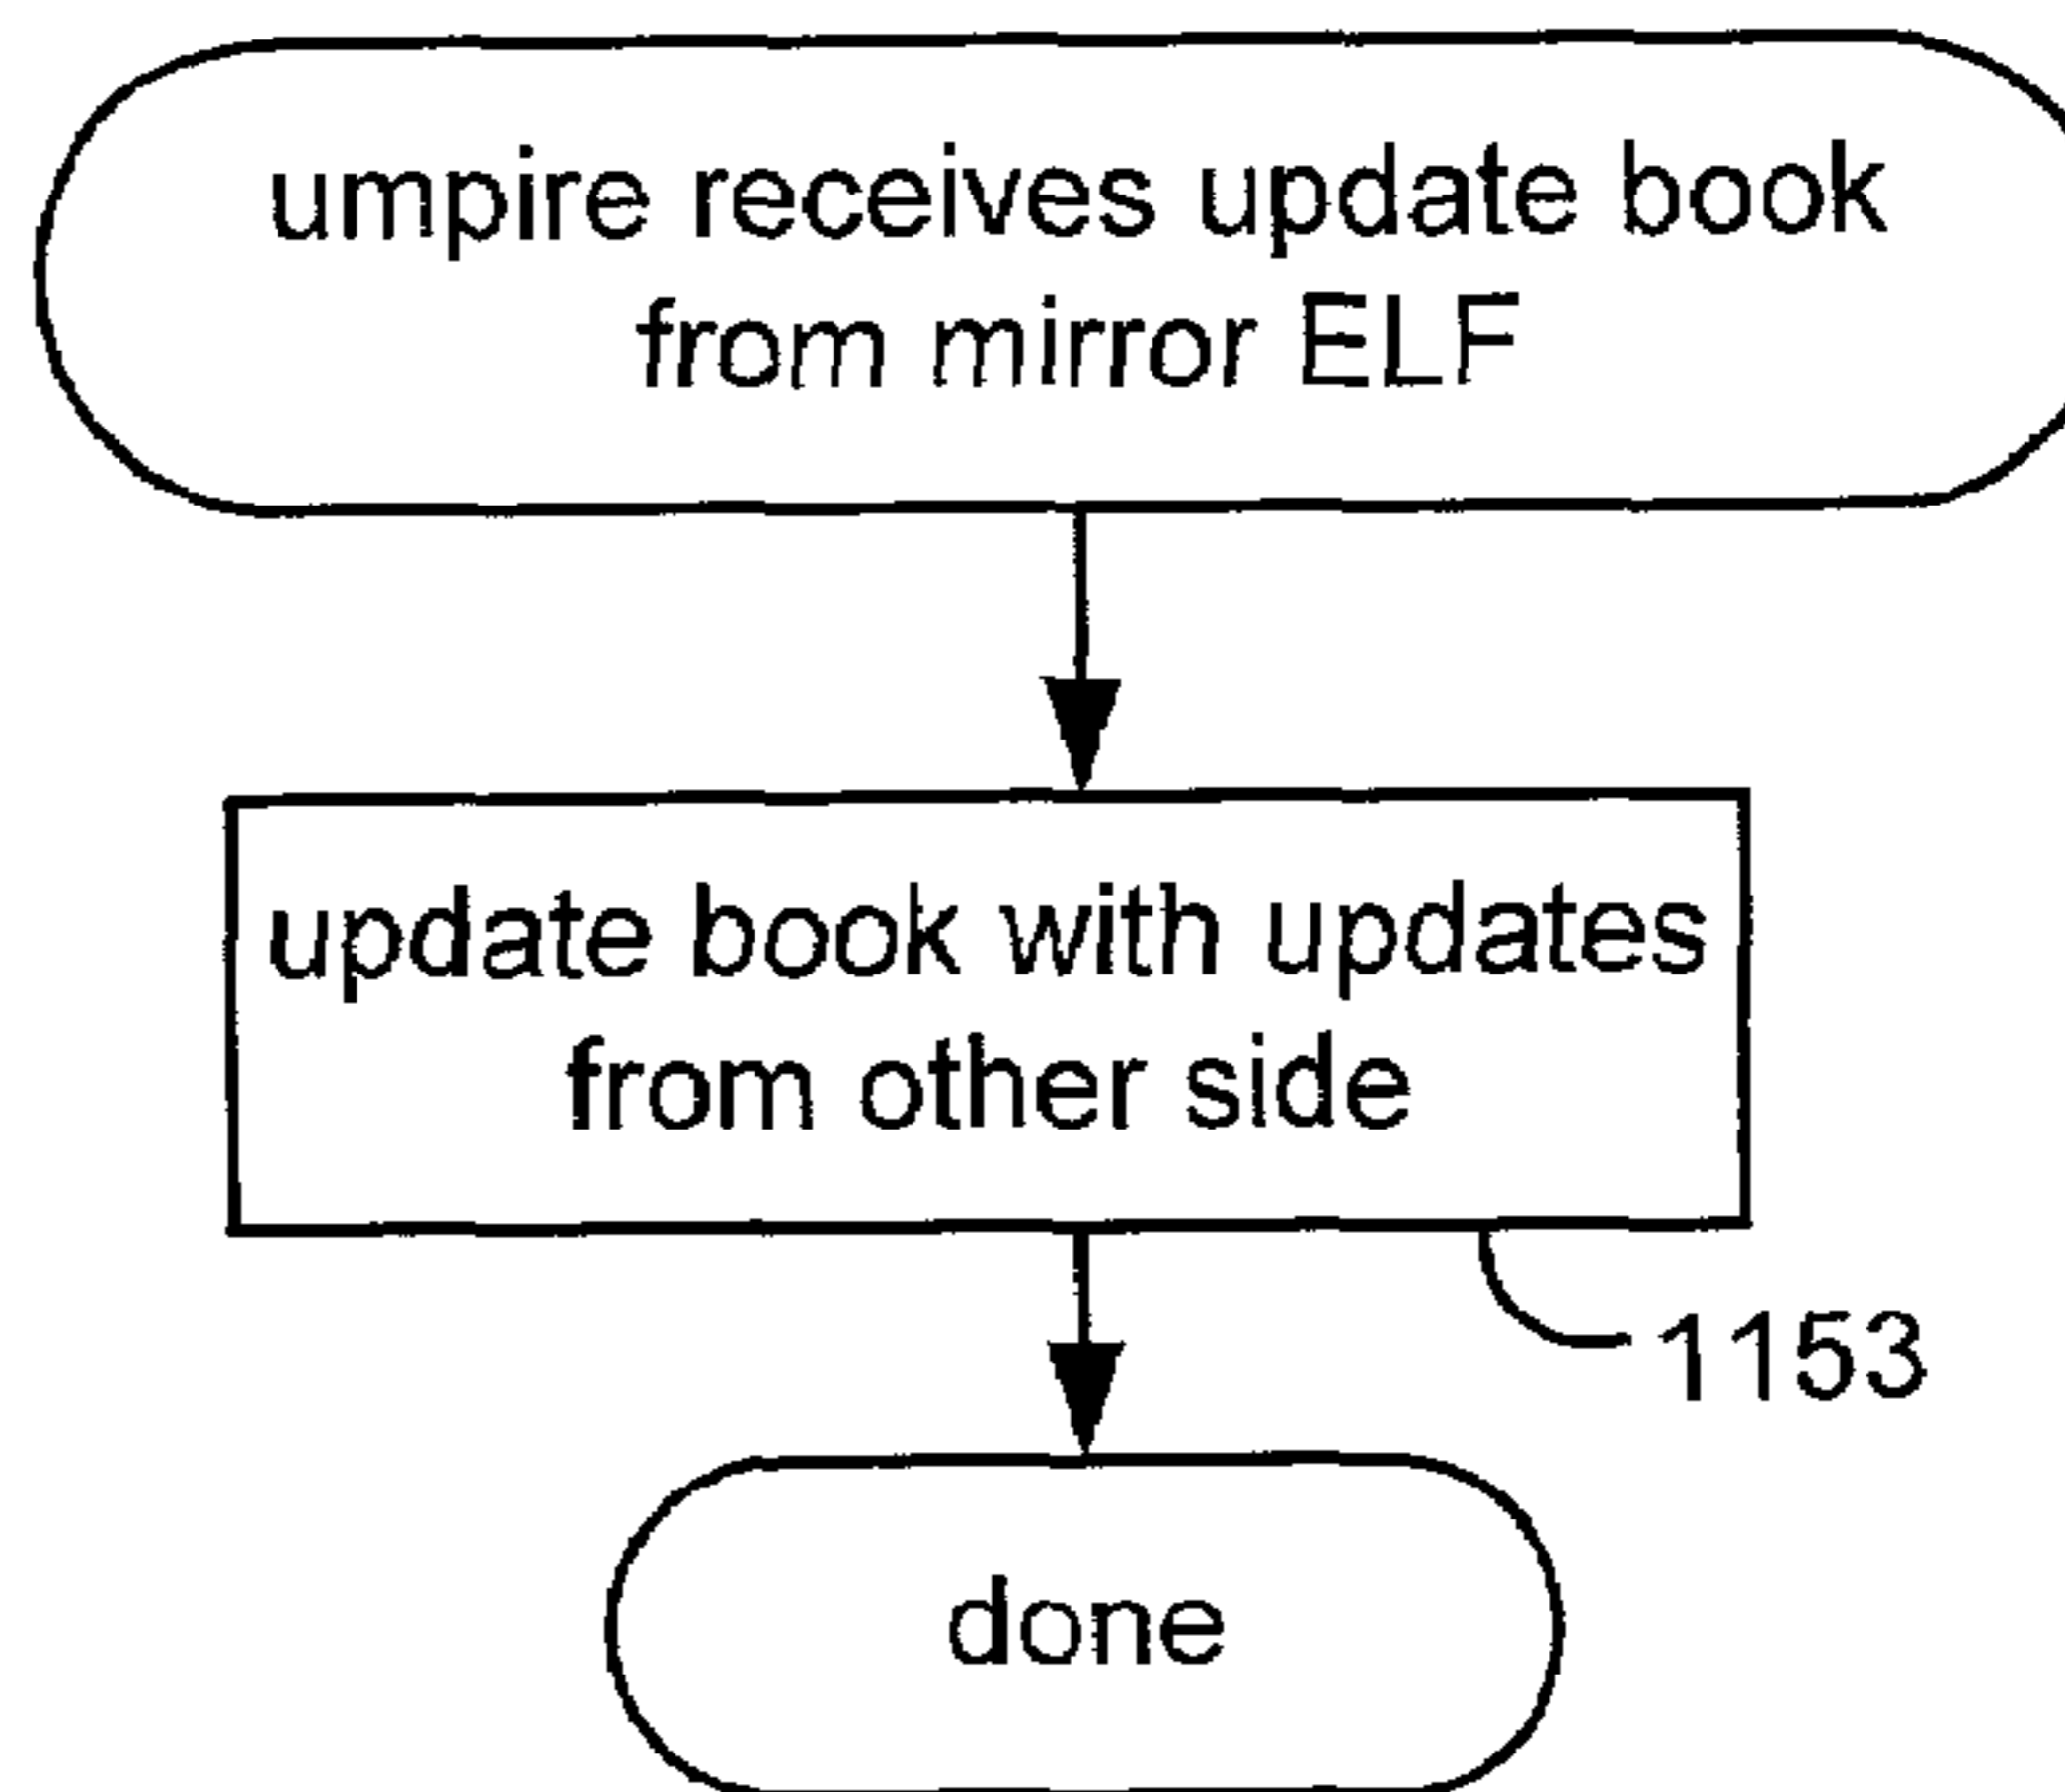 umpire receives update book
from mirror ELF
update book with updates
from other side
1153
done